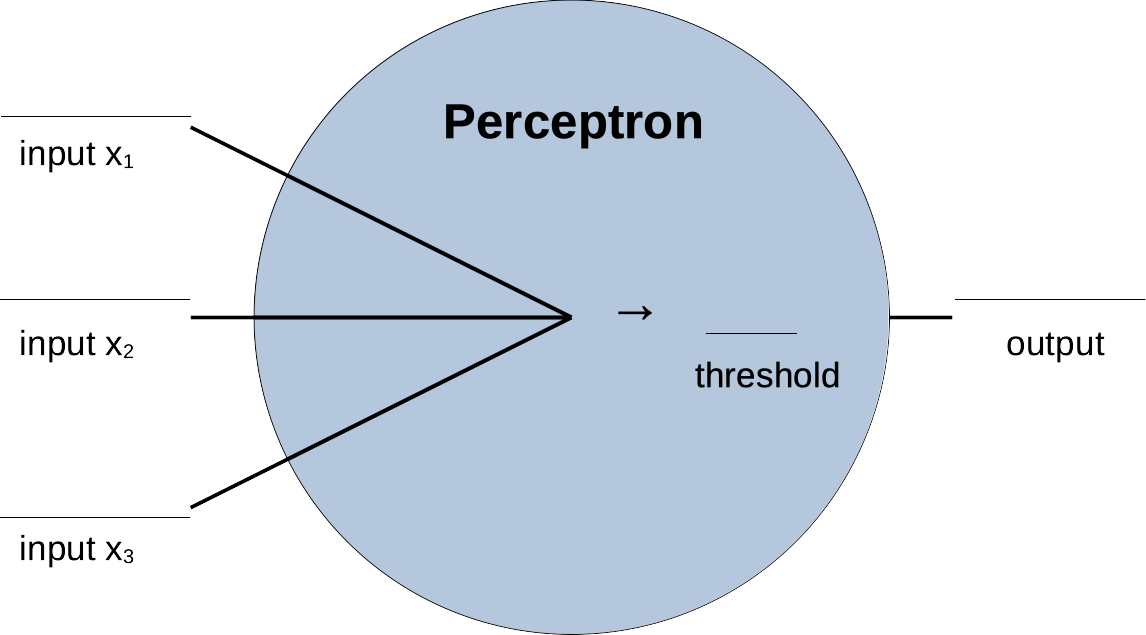 Perceptron
input x₁
input x₂
→
threshold
output
input x₃